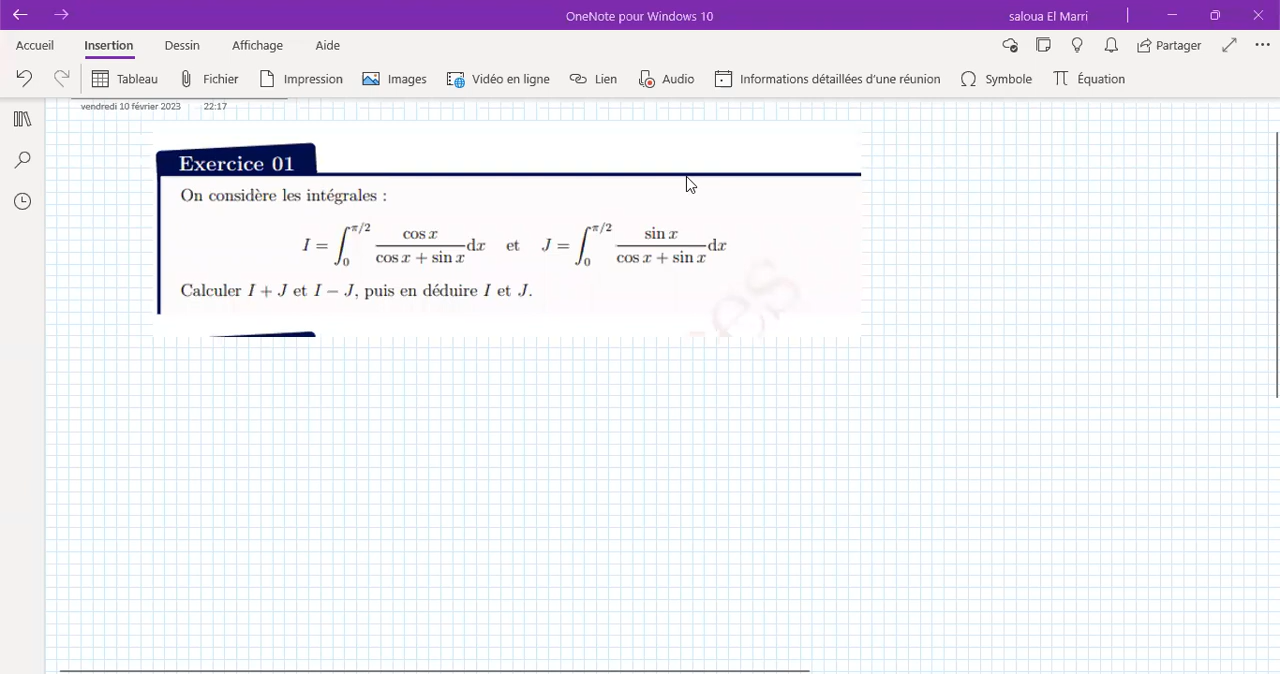 OneNote pour Windows 10
saloua El Marri
Accueil Insertion Dessin Affichage Aide
Partager
Tableau Fichier Impression Images Vidéo en ligne Lien Audio Informations détaillées d'une réunion Symbole Équation
vendredi 10 février 2023 22:17
Exercice 01
On considère les intégrales :
I = ∫₀^{π/2} cos x / (cos x + sin x) dx et J = ∫₀^{π/2} sin x / (cos x + sin x) dx
Calculer I + J et I − J, puis en déduire I et J.